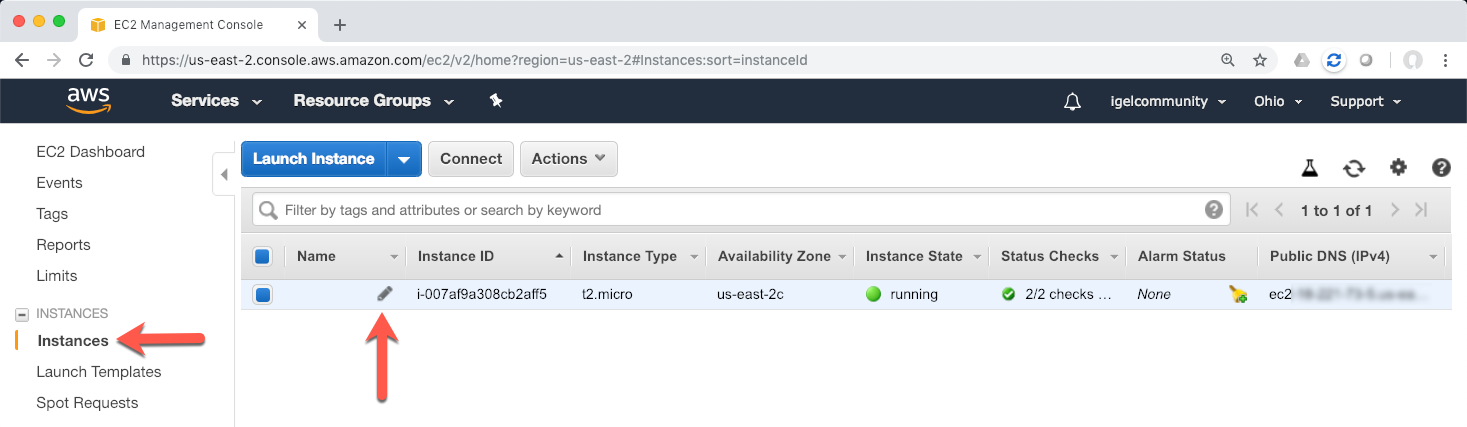 EC2 Management Console
https://us-east-2.console.aws.amazon.com/ec2/v2/home?region=us-east-2#Instances:sort=instanceId
aws Services Resource Groups igelcommunity Ohio Support
EC2 Dashboard
Events
Tags
Reports
Limits
INSTANCES
Instances
Launch Templates
Spot Requests
Launch Instance Connect Actions
Filter by tags and attributes or search by keyword 1 to 1 of 1
Name Instance ID Instance Type Availability Zone Instance State Status Checks Alarm Status Public DNS (IPv4)
i-007af9a308cb2aff5 t2.micro us-east-2c running 2/2 checks ... None ec2